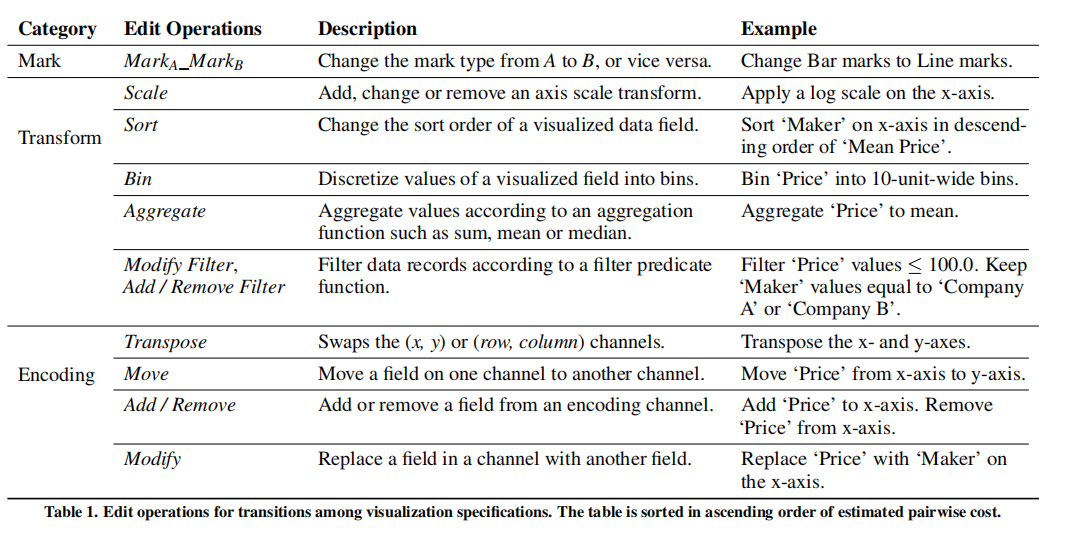 Category Edit Operations Description Example
Mark MarkA_MarkB Change the mark type from A to B, or vice versa. Change Bar marks to Line marks.
Transform
Scale Add, change or remove an axis scale transform. Apply a log scale on the x-axis.
Sort Change the sort order of a visualized data field. Sort ‘Maker’ on x-axis in descend-
ing order of ‘Mean Price’.
Bin Discretize values of a visualized field into bins. Bin ‘Price’ into 10-unit-wide bins.
Aggregate Aggregate values according to an aggregation Aggregate ‘Price’ to mean.
function such as sum, mean or median.
Modify Filter, Filter data records according to a filter predicate Filter ‘Price’ values ≤ 100.0. Keep
Add / Remove Filter function. ‘Maker’ values equal to ‘Company
A’ or ‘Company B’.
Encoding
Transpose Swaps the (x, y) or (row, column) channels. Transpose the x- and y-axes.
Move Move a field on one channel to another channel. Move ‘Price’ from x-axis to y-axis.
Add / Remove Add or remove a field from an encoding channel. Add ‘Price’ to x-axis. Remove
‘Price’ from x-axis.
Modify Replace a field in a channel with another field. Replace ‘Price’ with ‘Maker’ on
the x-axis.
Table 1. Edit operations for transitions among visualization specifications. The table is sorted in ascending order of estimated pairwise cost.